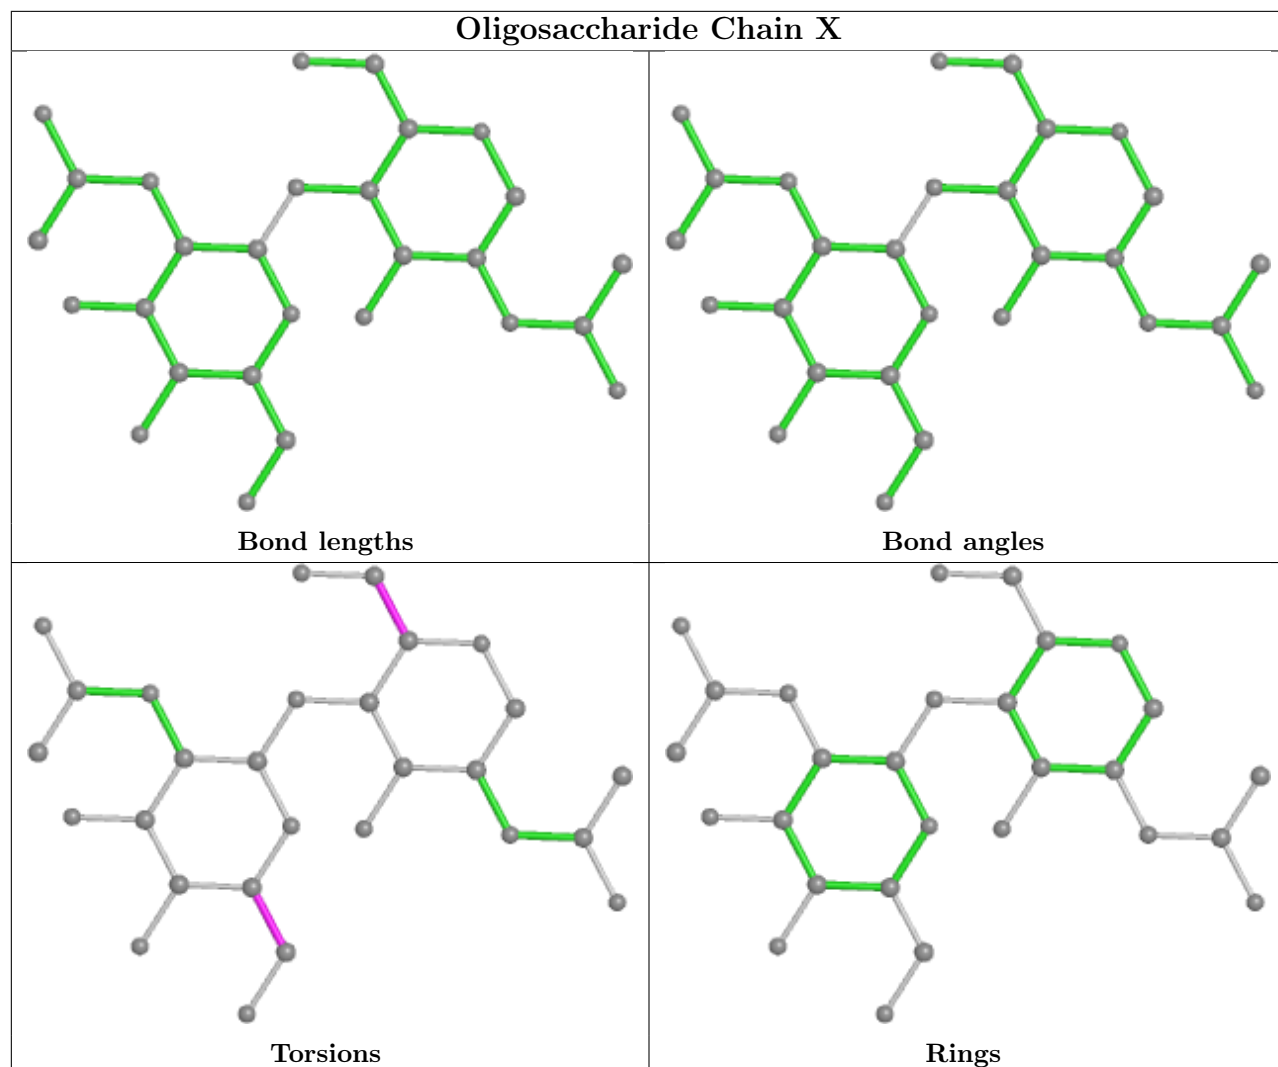 Oligosaccharide Chain X
Bond lengths
Bond angles
Torsions
Rings